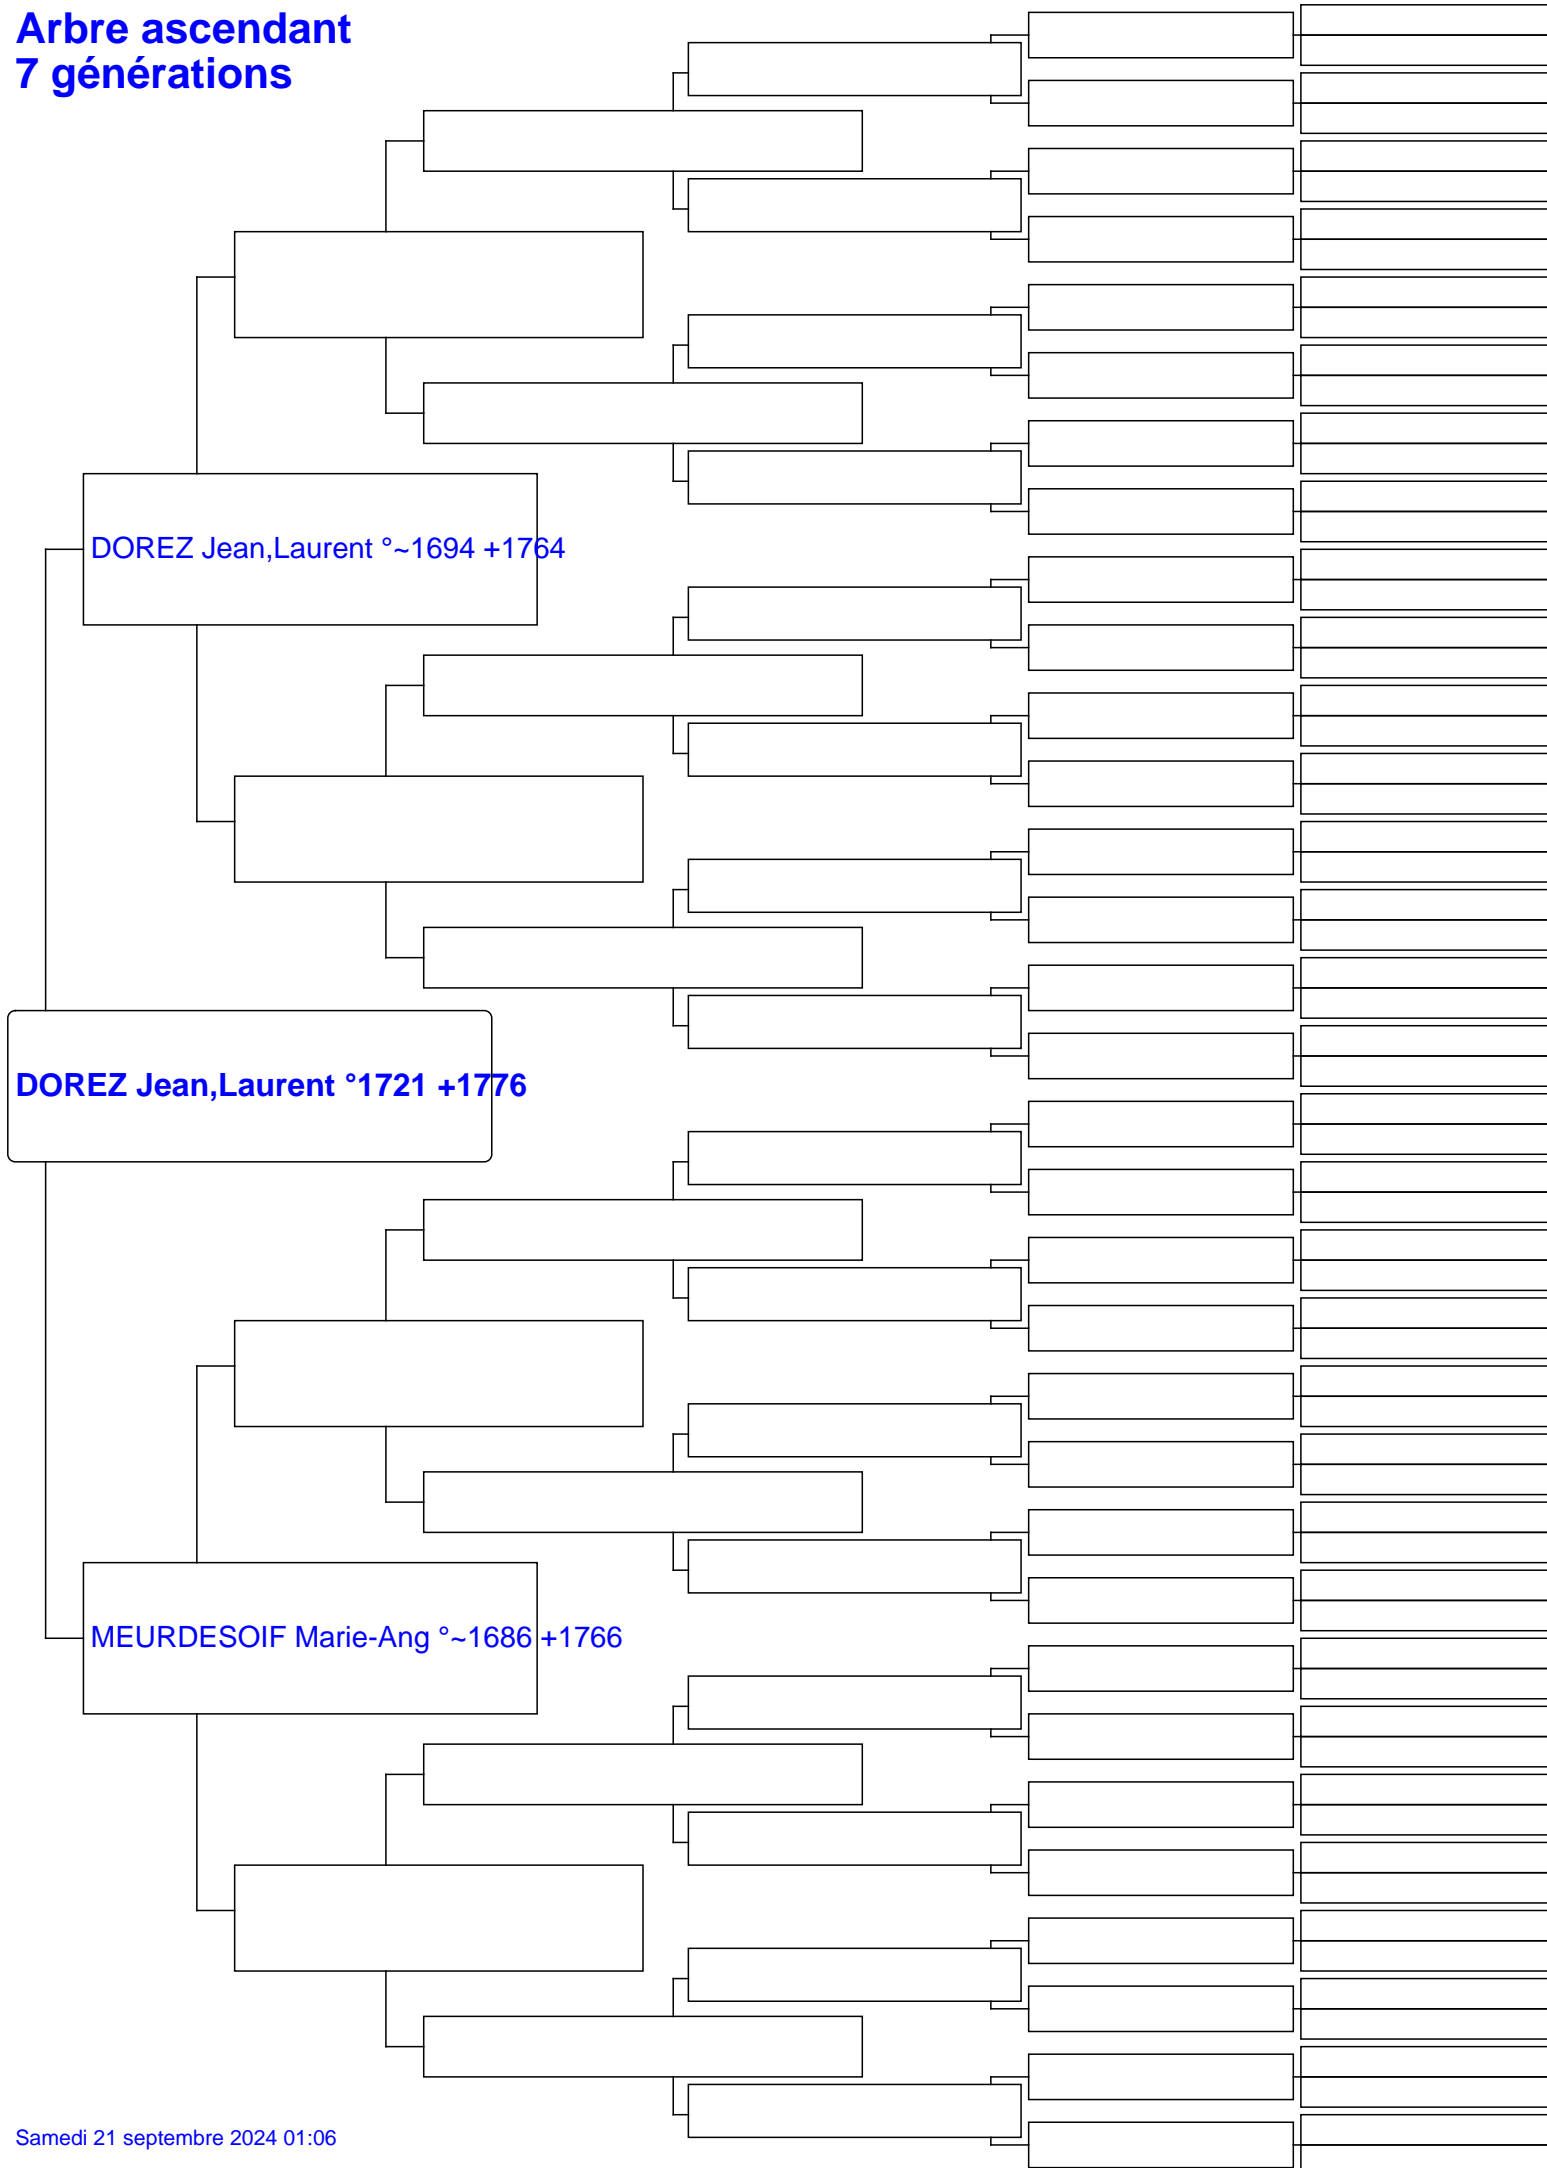 Arbre ascendant
7 générations
DOREZ Jean,Laurent °~1694 +1764
DOREZ Jean,Laurent °1721 +1776
MEURDESOIF Marie-Ang °~1686 +1766
Samedi 21 septembre 2024 01:06